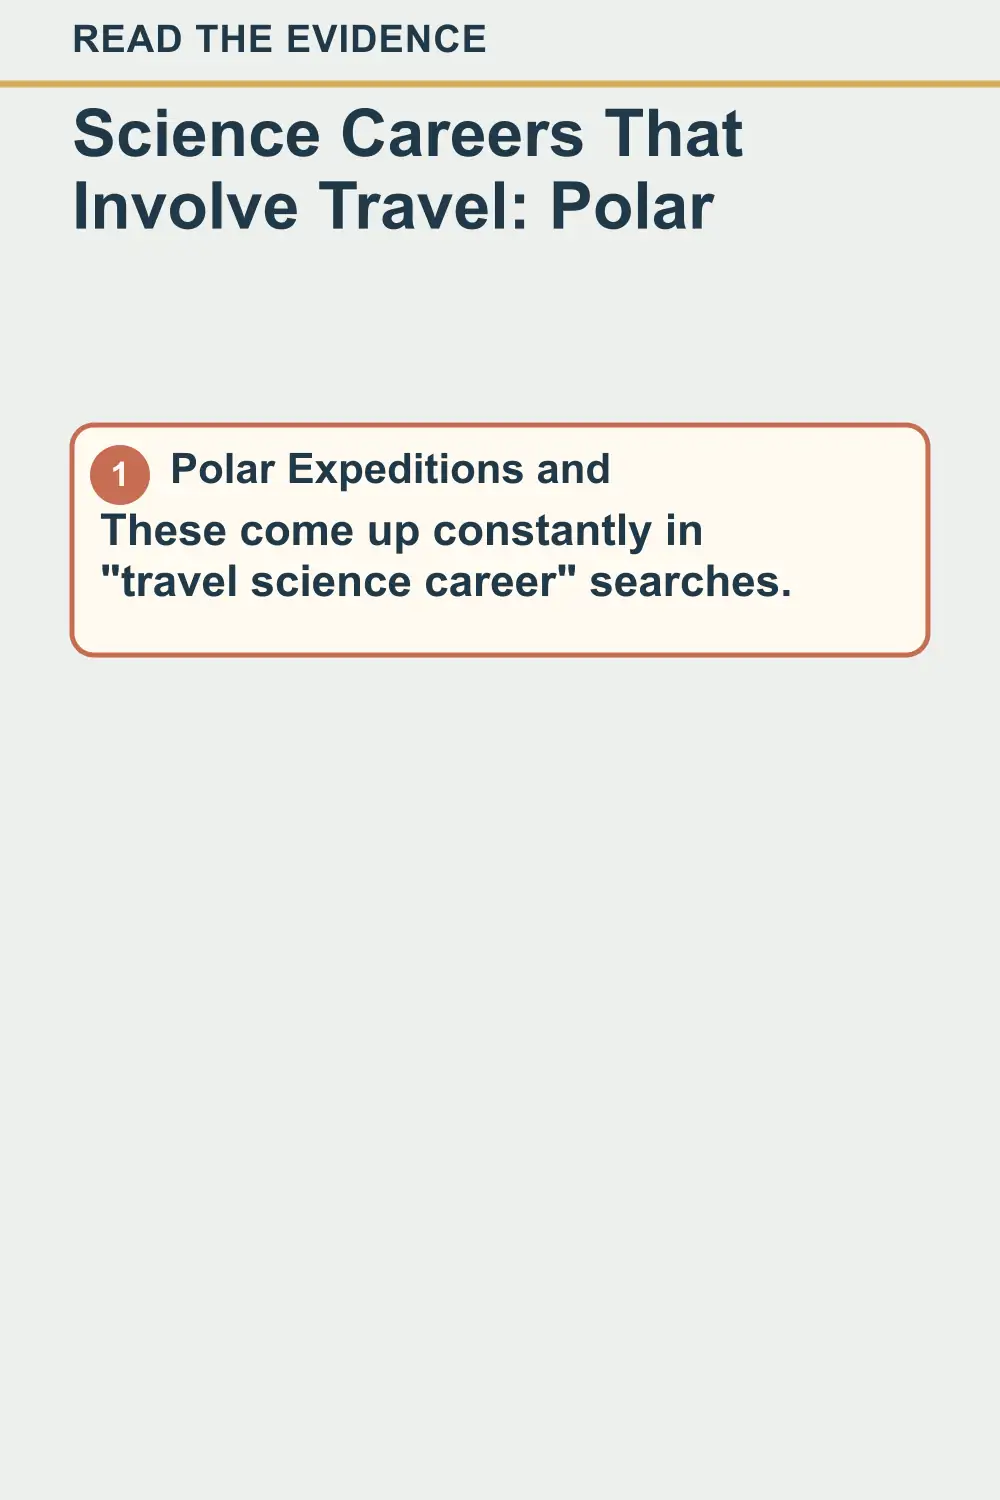 READ THE EVIDENCE
Science Careers That
Involve Travel: Polar
1 Polar Expeditions and
These come up constantly in
"travel science career" searches.